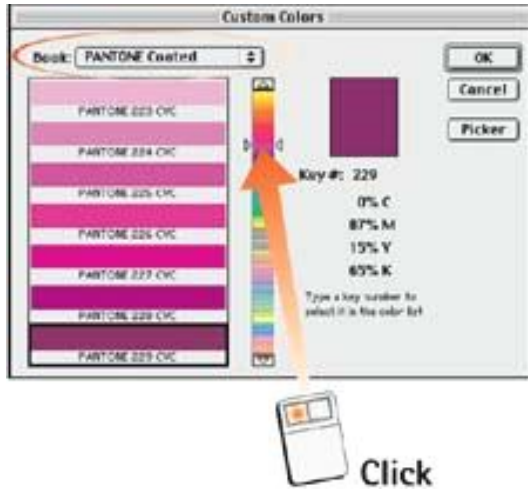 Custom Colors
Book: PANTONE Coated
OK
Cancel
Picker
PANTONE 223 CVC
PANTONE 224 CVC
PANTONE 225 CVC
PANTONE 226 CVC
PANTONE 227 CVC
PANTONE 228 CVC
PANTONE 229 CVC
Key #: 229
0% C
87% M
15% Y
65% K
Type a key number to
select it in the color list
Click